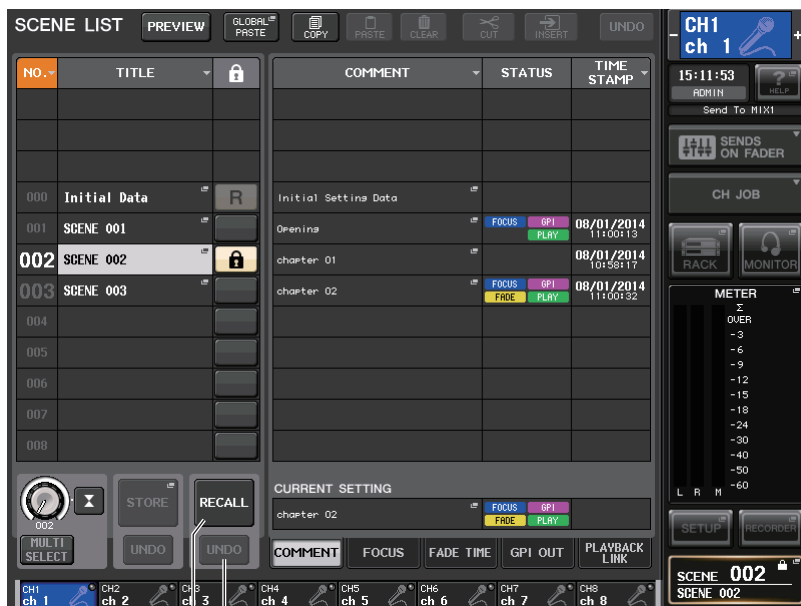 SCENE LIST PREVIEW GLOBAL PASTE COPY PASTE CLEAR CUT INSERT UNDO
CH1
ch 1
- +
NO. TITLE COMMENT STATUS TIME STAMP
15:11:53
ADMIN
? HELP
Send To MIX1
SENDS ON FADER
CH JOB
RACK MONITOR
000 Initial Data R Initial Setting Data
001 SCENE 001 Opening FOCUS GPI PLAY 08/01/2014 11:00:13
002 SCENE 002 chapter 01 08/01/2014 10:58:17
003 SCENE 003 chapter 02 FOCUS GPI FADE PLAY 08/01/2014 11:00:32
004
005
006
007
008
METER
Σ
OVER
-3
-6
-9
-12
-15
-18
-24
-30
-40
-50
-60
L R M
002
MULTI SELECT
STORE
UNDO
RECALL
UNDO
CURRENT SETTING
chapter 02 FOCUS GPI FADE PLAY
COMMENT FOCUS FADE TIME GPI OUT PLAYBACK LINK
SETUP RECORDER
SCENE 002
SCENE 002
CH1 CH2 CH3 CH4 CH5 CH6 CH7 CH8
ch 1 ch 2 ch 3 ch 4 ch 5 ch 6 ch 7 ch 8